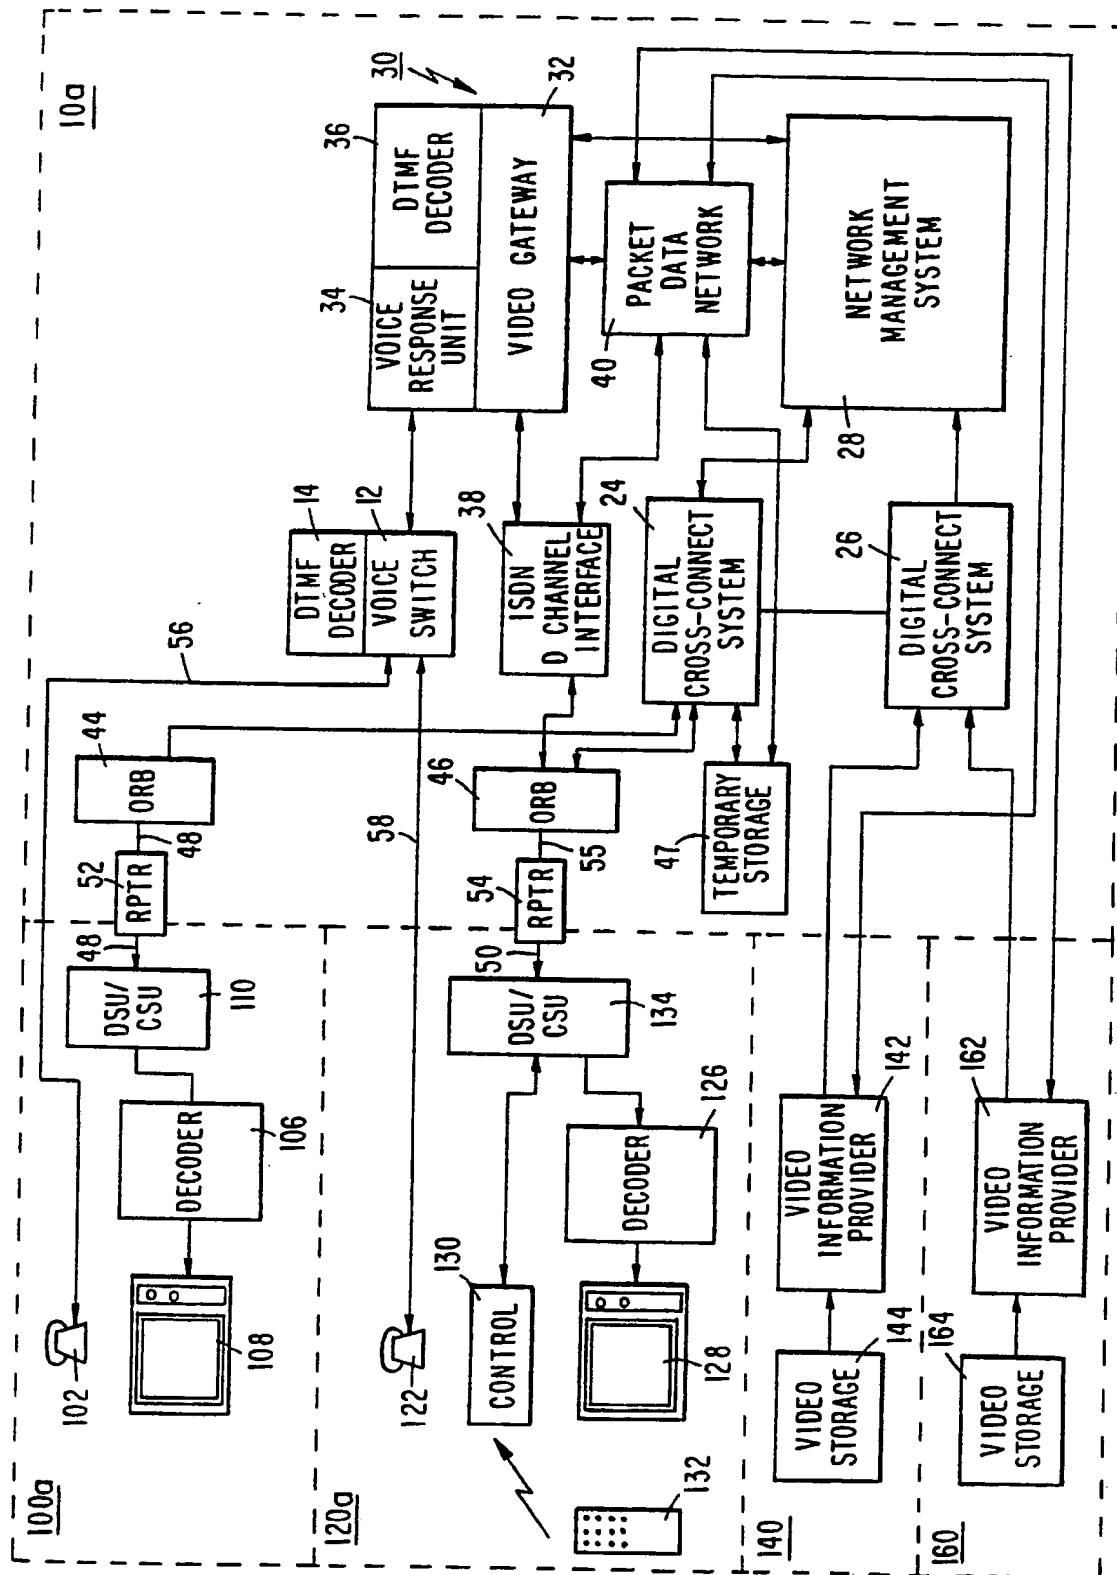 10a
100a
102
108
DECODER
106
DSU/
CSU
110
48
RPTR
52
48
ORB
44
56
DTMF
DECODER
14
VOICE
SWITCH
12
VOICE
RESPONSE
UNIT
34
DTMF
DECODER
36
30
VIDEO GATEWAY
32
120a
122
58
130
CONTROL
132
128
DECODER
126
DSU/
CSU
134
50
RPTR
54
55
ORB
46
ISDN
D CHANNEL
INTERFACE
38
PACKET
DATA
NETWORK
40
TEMPORARY
STORAGE
47
DIGITAL
CROSS-CONNECT
SYSTEM
24
DIGITAL
CROSS-CONNECT
SYSTEM
26
NETWORK
MANAGEMENT
SYSTEM
28
140
VIDEO
STORAGE
144
VIDEO
INFORMATION
PROVIDER
142
160
VIDEO
STORAGE
164
VIDEO
INFORMATION
PROVIDER
162